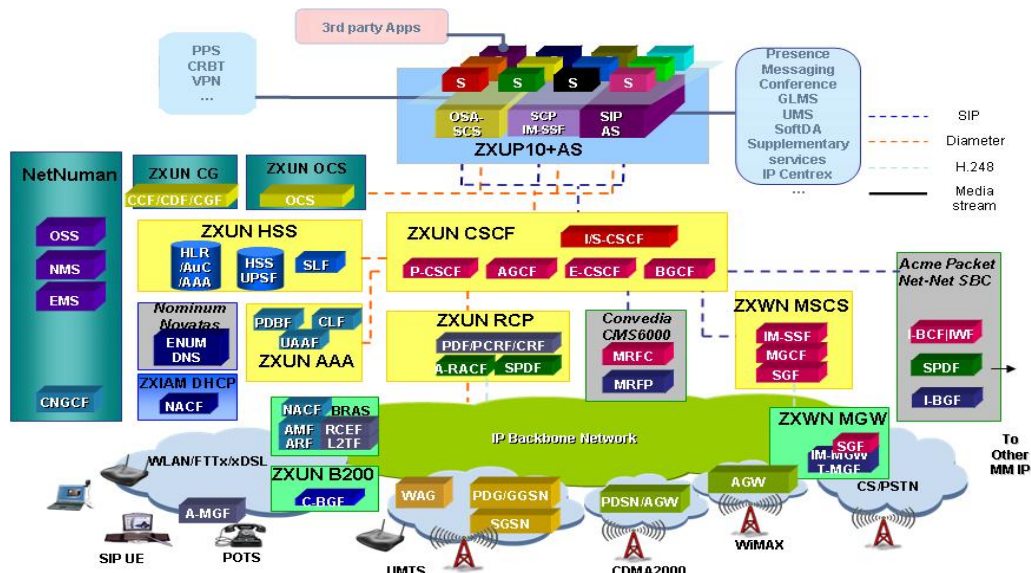 3rd party Apps
PPS
CRBT
VPN
...
S
S
S
S
OSA-
SCS
SCP
IM-SSF
SIP
AS
ZXUP10+AS
Presence
Messaging
Conference
GLMS
UMS
SoftDA
Supplementary
services
IP Centrex
...
SIP
Diameter
H.248
Media
stream
NetNuman
OSS
NMS
EMS
CNGCF
ZXUN CG
CCF/CDF/CGF
ZXUN OCS
OCS
ZXUN HSS
HLR
/AuC
/AAA
HSS
UPSF
SLF
ZXUN CSCF
I/S-CSCF
P-CSCF
AGCF
E-CSCF
BGCF
Nominum
Novatas
ENUM
DNS
PDBF
CLF
UAAF
ZXUN AAA
ZXUN RCP
PDF/PCRF/CRF
A-RACF
SPDF
Convedia
CMS6000
MRFC
MRFP
ZXWN MSCS
IM-SSF
MGCF
SGF
Acme Packet
Net-Net SBC
I-BCF|IWF
SPDF
I-BGF
To
Other
MM IP
ZXIAM DHCP
NACF
NACF
BRAS
AMF
ARF
RCEF
L2TF
IP Backbone Network
ZXWN MGW
SGF
IM-MGW
T-MGF
CS/PSTN
WLAN/FTTx/xDSL
ZXUN B200
C-BGF
A-MGF
SIP UE
POTS
WAG
PDG/GGSN
SGSN
UMTS
PDSN/AGW
CDMA2000
AGW
WiMAX